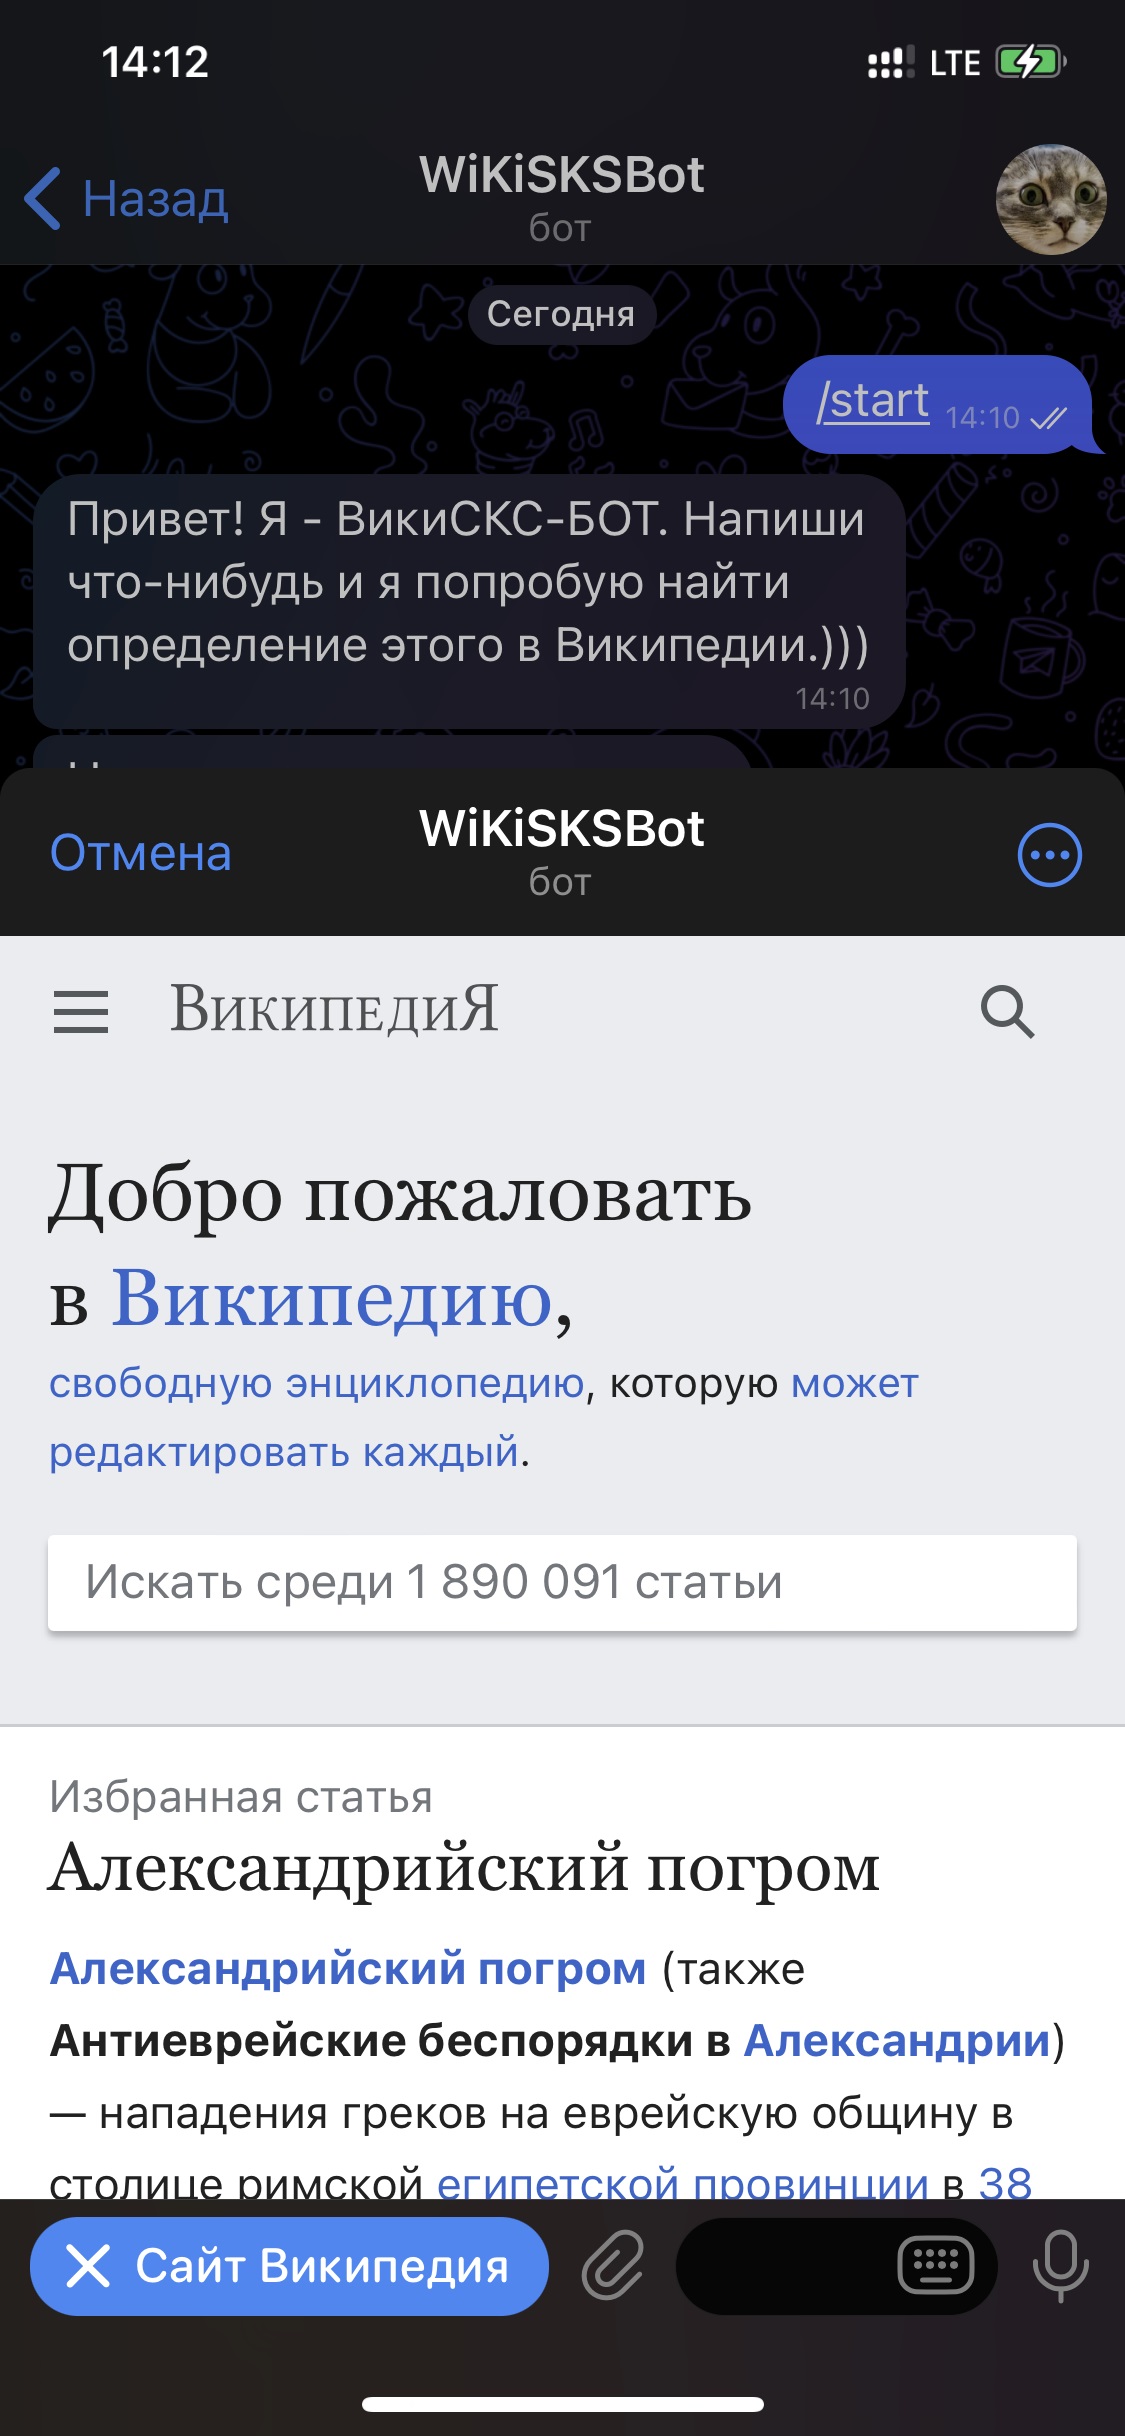 14:12
LTE
Назад
WiKiSKSBot
бот
Сегодня
/start 14:10
Привет! Я - ВикиСКС-БОТ. Напиши
что-нибудь и я попробую найти
определение этого в Википедии.)))
14:10
Отмена
WiKiSKSBot
бот
ВикипедиЯ
Добро пожаловать
в Википедию,
свободную энциклопедию, которую может
редактировать каждый.
Искать среди 1 890 091 статьи
Избранная статья
Александрийский погром
Александрийский погром (также
Антиеврейские беспорядки в Александрии)
— нападения греков на еврейскую общину в
столице римской египетской провинции в 38
Сайт Википедия